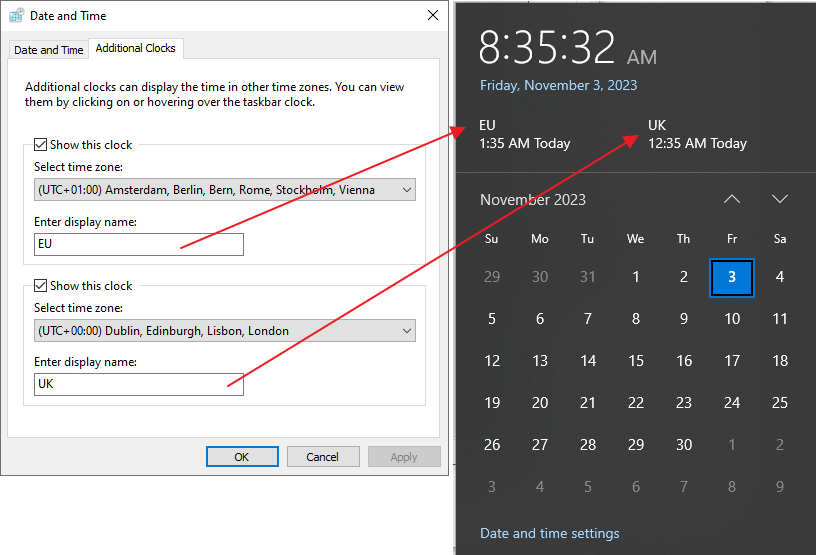 Date and Time
Date and Time
Additional Clocks
Additional clocks can display the time in other time zones. You can view
them by clicking on or hovering over the taskbar clock.
Show this clock
Select time zone:
(UTC+01:00) Amsterdam, Berlin, Bern, Rome, Stockholm, Vienna
Enter display name:
EU
Show this clock
Select time zone:
(UTC+00:00) Dublin, Edinburgh, Lisbon, London
Enter display name:
UK
OK
Cancel
Apply
8:35:32 AM
Friday, November 3, 2023
EU
1:35 AM Today
UK
12:35 AM Today
November 2023
Su Mo Tu We Th Fr Sa
29 30 31 1 2 3 4
5 6 7 8 9 10 11
12 13 14 15 16 17 18
19 20 21 22 23 24 25
26 27 28 29 30 1 2
3 4 5 6 7 8 9
Date and time settings